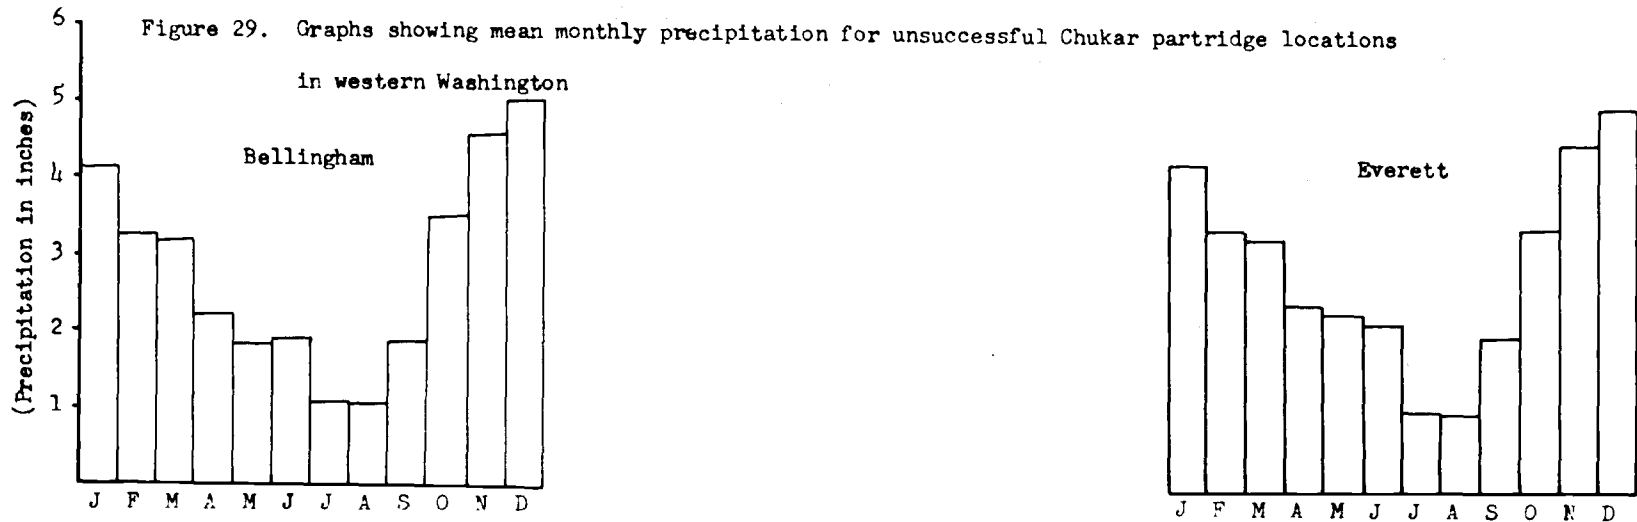 Figure 29. Graphs showing mean monthly precipitation for unsuccessful Chukar partridge locations
in western Washington
(Precipitation in inches)
6
5
4
3
2
1
Bellingham
J F M A M J J A S O N D
Everett
J F M A M J J A S O N D